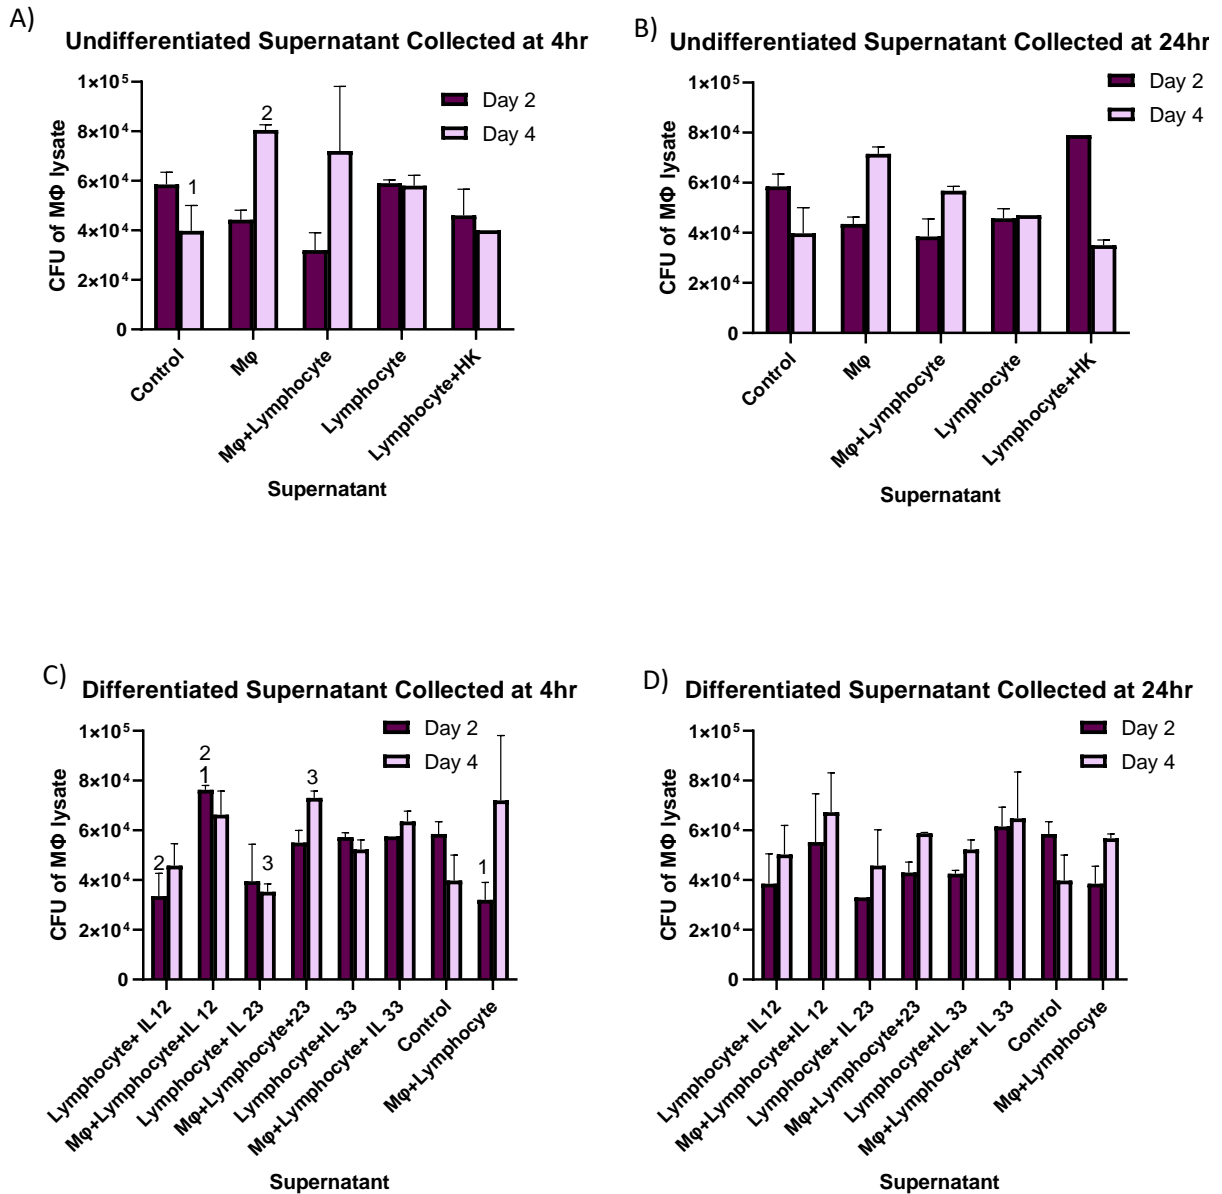 A)
Undifferentiated Supernatant Collected at 4hr
1×10⁵
8×10⁴
6×10⁴
4×10⁴
2×10⁴
0
CFU of MΦ lysate
Day 2
Day 4
1
2
Control
Mφ
Mφ+Lymphocyte
Lymphocyte
Lymphocyte+HK
Supernatant
B)
Undifferentiated Supernatant Collected at 24hr
1×10⁵
8×10⁴
6×10⁴
4×10⁴
2×10⁴
0
CFU of MΦ lysate
Day 2
Day 4
Control
Mφ
Mφ+Lymphocyte
Lymphocyte
Lymphocyte+HK
Supernatant
C)
Differentiated Supernatant Collected at 4hr
1×10⁵
8×10⁴
6×10⁴
4×10⁴
2×10⁴
0
CFU of MΦ lysate
Day 2
Day 4
2
2
1
3
3
1
Lymphocyte+ IL 12
Mφ+Lymphocyte+IL 12
Lymphocyte+ IL 23
Mφ+Lymphocyte+23
Lymphocyte+IL 33
Mφ+Lymphocyte+ IL 33
Control
Mφ+Lymphocyte
Supernatant
D)
Differentiated Supernatant Collected at 24hr
1×10⁵
8×10⁴
6×10⁴
4×10⁴
2×10⁴
0
CFU of MΦ lysate
Day 2
Day 4
Lymphocyte+ IL 12
Mφ+Lymphocyte+IL 12
Lymphocyte+ IL 23
Mφ+Lymphocyte+23
Lymphocyte+IL 33
Mφ+Lymphocyte+ IL 33
Control
Mφ+Lymphocyte
Supernatant